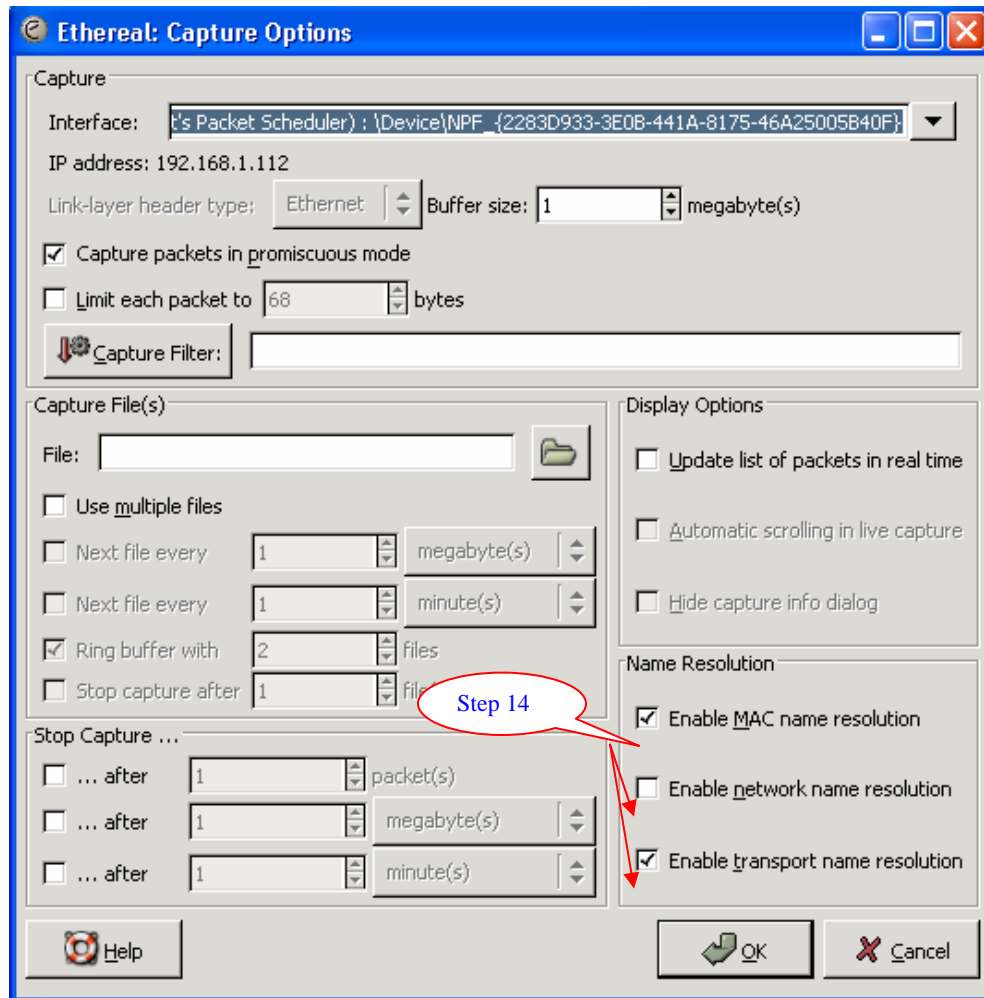 Ethereal: Capture Options
Capture
Interface: t's Packet Scheduler) : \Device\NPF_{2283D933-3E0B-441A-8175-46A25005B40F}
IP address: 192.168.1.112
Link-layer header type: Ethernet Buffer size: 1 megabyte(s)
Capture packets in promiscuous mode
Limit each packet to 68 bytes
Capture Filter:
Capture File(s)
File:
Use multiple files
Next file every 1 megabyte(s)
Next file every 1 minute(s)
Ring buffer with 2 files
Stop capture after 1
Step 14
Stop Capture ...
... after 1 packet(s)
... after 1 megabyte(s)
... after 1 minute(s)
Display Options
Update list of packets in real time
Automatic scrolling in live capture
Hide capture info dialog
Name Resolution
Enable MAC name resolution
Enable network name resolution
Enable transport name resolution
Help
OK
Cancel